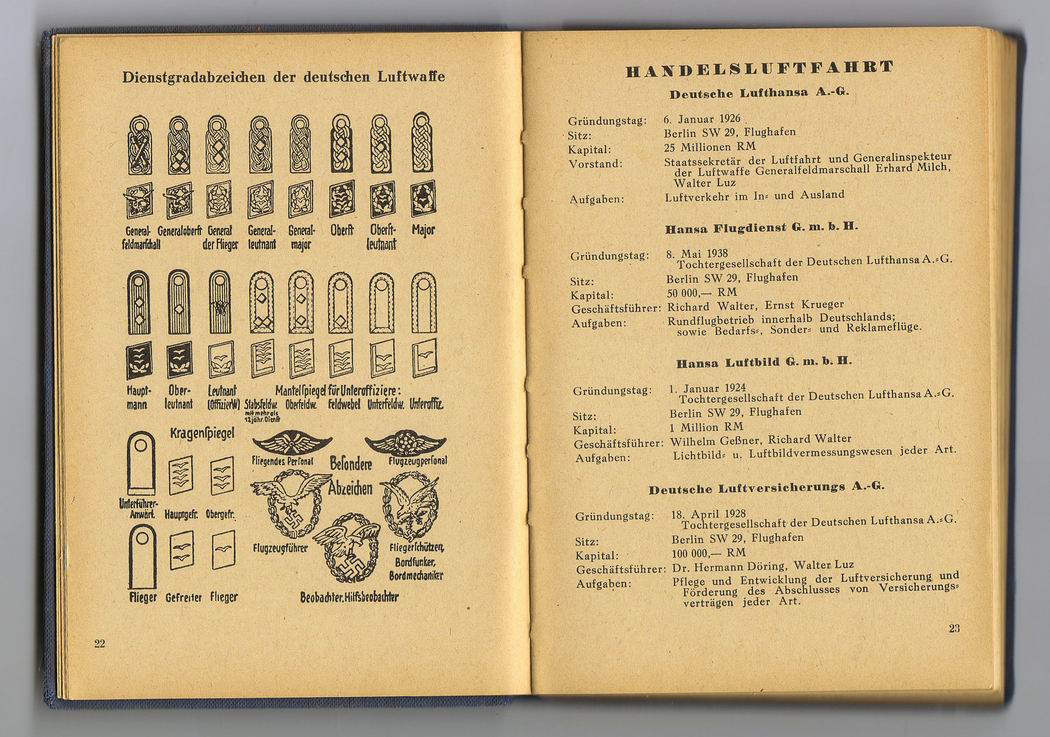 Dienstgradabzeichen der deutschen Luftwaffe
General-
feldmarschall
Generaloberst
General
der Flieger
General-
leutnant
General-
major
Oberst
Oberst-
leutnant
Major
Haupt-
mann
Ober-
leutnant
Leutnant
(Offizier W)
Mantelspiegel für Unteroffiziere:
Stabsfeldw.
mit mehr als
12 jähr. Dienst
Oberfeldw.
Feldwebel
Unterfeldw.
Unteroffiz.
Kragenspiegel
Fliegendes Personal
Besondere
Abzeichen
Flugzeugpersonal
Unterführer-
Anwärt.
Hauptgefr.
Obergefr.
Flugzeugführer
Fliegerschützen,
Bordfunker,
Bordmechaniker
Flieger
Gefreiter
Flieger
Beobachter, Hilfsbeobachter
22
HANDELSLUFTFAHRT
Deutsche Lufthansa A.-G.
Gründungstag: 6. Januar 1926
Sitz: Berlin SW 29, Flughafen
Kapital: 25 Millionen RM
Vorstand: Staatssekretär der Luftfahrt und Generalinspekteur
der Luftwaffe Generalfeldmarschall Erhard Milch,
Walter Luz
Aufgaben: Luftverkehr im In- und Ausland
Hansa Flugdienst G. m. b. H.
Gründungstag: 8. Mai 1938
Tochtergesellschaft der Deutschen Lufthansa A.-G.
Sitz: Berlin SW 29, Flughafen
Kapital: 50 000,— RM
Geschäftsführer: Richard Walter, Ernst Krueger
Aufgaben: Rundflugbetrieb innerhalb Deutschlands;
sowie Bedarfs-, Sonder- und Reklameflüge.
Hansa Luftbild G. m. b. H.
Gründungstag: 1. Januar 1924
Tochtergesellschaft der Deutschen Lufthansa A.-G.
Sitz: Berlin SW 29, Flughafen
Kapital: 1 Million RM
Geschäftsführer: Wilhelm Geßner, Richard Walter
Aufgaben: Lichtbild- u. Luftbildvermessungswesen jeder Art.
Deutsche Luftversicherungs A.-G.
Gründungstag: 18. April 1928
Tochtergesellschaft der Deutschen Lufthansa A.-G.
Sitz: Berlin SW 29, Flughafen
Kapital: 100 000,— RM
Geschäftsführer: Dr. Hermann Döring, Walter Luz
Aufgaben: Pflege und Entwicklung der Luftversicherung und
Förderung des Abschlusses von Versicherungs-
verträgen jeder Art.
23